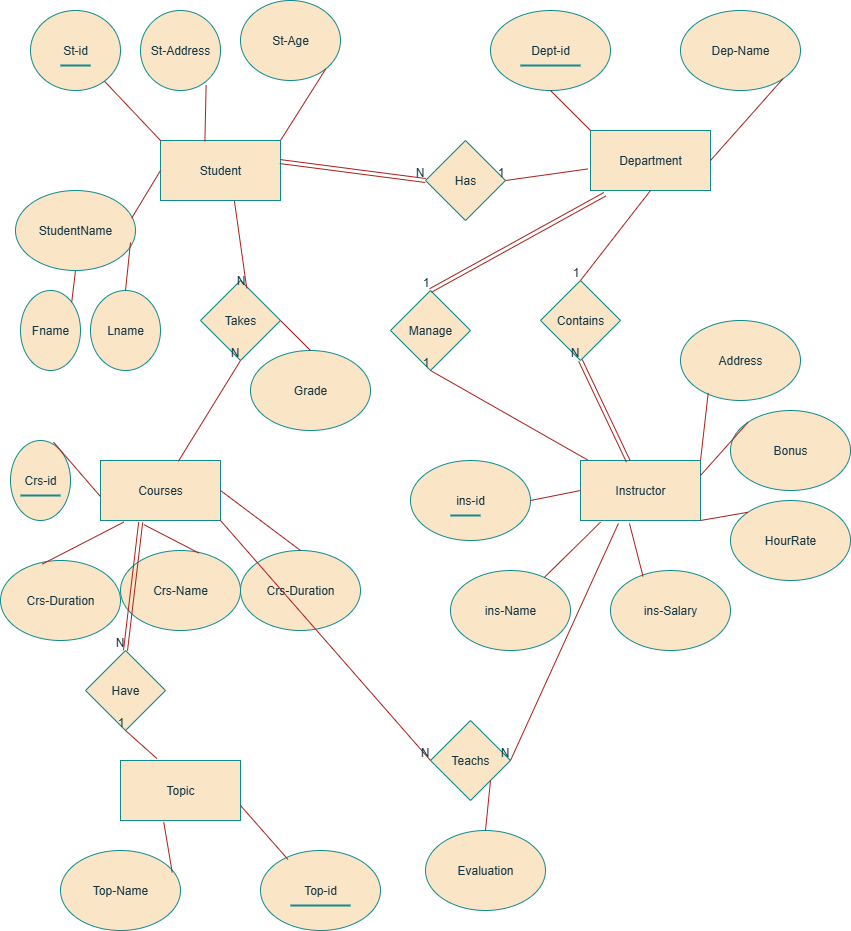 St-id
St-Address
St-Age
Dept-id
Dep-Name
Student
N
Has
1
Department
StudentName
Fname
Lname
N
Takes
N
Grade
1
Manage
1
1
Contains
N
Address
Bonus
HourRate
Crs-id
Courses
ins-id
Instructor
Crs-Duration
Crs-Name
Crs-Duration
ins-Name
ins-Salary
N
Have
1
N
Teachs
N
Topic
Evaluation
Top-Name
Top-id